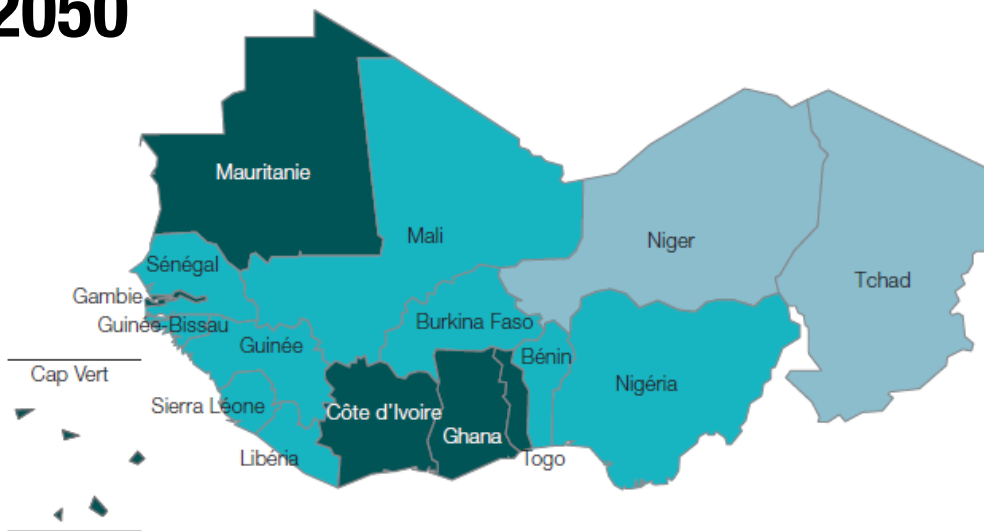 2050
Mauritanie
Mali
Niger
Tchad
Sénégal
Gambie
Guinée-Bissau
Guinée
Burkina Faso
Bénin
Nigéria
Cap Vert
Sierra Léone
Côte d'Ivoire
Ghana
Libéria
Togo